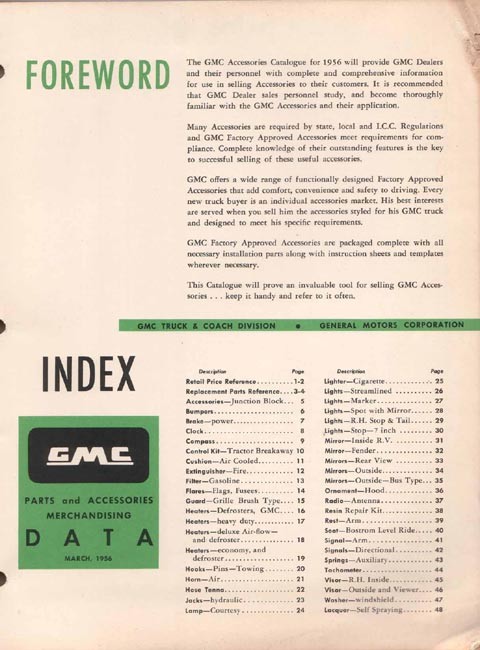 FOREWORD
The GMC Accessories Catalogue for 1956 will provide GMC Dealers
and their personnel with complete and comprehensive information
for use in selling Accessories to their customers. It is recommended
that GMC Dealer sales personnel study, and become thoroughly
familiar with the GMC Accessories and their application.
Many Accessories are required by state, local and I.C.C. Regulations
and GMC Factory Approved Accessories meet requirements for com-
pliance. Complete knowledge of their outstanding features is the key
to successful selling of these useful accessories.
GMC offers a wide range of functionally designed Factory Approved
Accessories that add comfort, convenience and safety to driving. Every
new truck buyer is an individual accessories market. His best interests
are served when you sell him the accessories styled for his GMC truck
and designed to meet his specific requirements.
GMC Factory Approved Accessories are packaged complete with all
necessary installation parts along with instruction sheets and templates
wherever necessary.
This Catalogue will prove an invaluable tool for selling GMC Acces-
sories . . . keep it handy and refer to it often.
GMC TRUCK & COACH DIVISION • GENERAL MOTORS CORPORATION
INDEX
GMC
PARTS and ACCESSORIES
MERCHANDISING
DATA
MARCH, 1956
Description Page
Retail Price Reference..........1-2
Replacement Parts Reference....3-4
Accessories—Junction Block... 5
Bumpers.................... 6
Brake—power................ 7
Clock....................... 8
Compass.................... 9
Control Kit—Tractor Breakaway 10
Cushion—Air Cooled.......... 11
Extinguisher—Fire............ 12
Filter—Gasoline.............. 13
Flares—Flags, Fusees.......... 14
Guard—Grille Brush Type.... 15
Heaters—Defrosters, GMC.... 16
Heaters—heavy duty.......... 17
Heaters—deluxe Air-flow—
and defroster............... 18
Heaters—economy, and
defroster................... 19
Hooks—Pins—Towing ........ 20
Horn—Air................... 21
Hose Tenna.................. 22
Jacks—hydraulic.............. 23
Lamp—Courtesy.............. 24
Description Page
Lighter—Cigarette............. 25
Lights—Streamlined .......... 26
Lights—Marker............... 27
Lights—Spot with Mirror...... 28
Lights—R.H. Stop & Tail...... 29
Lights—Stop—7 inch ......... 30
Mirror—Inside R.V. .......... 31
Mirror—Fender............... 32
Mirrors—Rear View .......... 33
Mirrors—Outside............. 34
Mirrors—Outside—Bus Type... 35
Ornament—Hood............. 36
Radio—Antenna.............. 37
Resin Repair Kit............. 38
Rest—Arm................... 39
Seat—Bostrom Level Ride..... 40
Signal—Arm................. 41
Signals—Directional.......... 42
Springs—Auxiliary............ 43
Tachometer.................. 44
Visor—R.H. Inside............ 45
Visor—Outside and Viewer.... 46
Washer—windshield.......... 47
Lacquer—Self Spraying....... 48